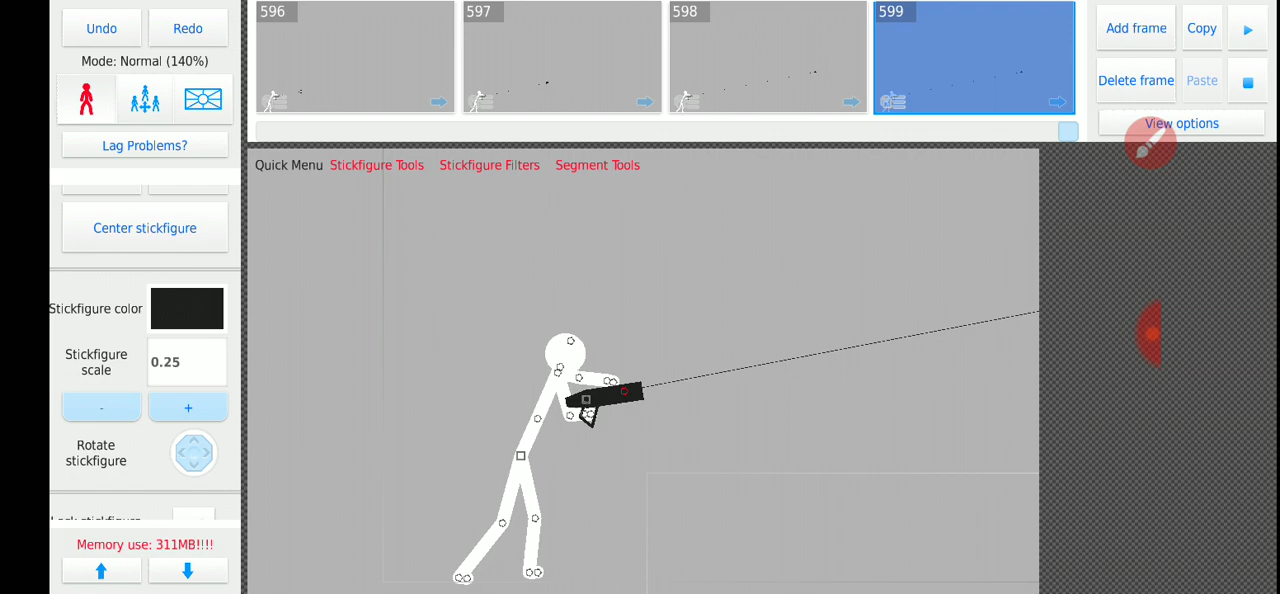 Undo Redo
Mode: Normal (140%)
Lag Problems?
Center stickfigure
Stickfigure color
Stickfigure scale 0.25
- +
Rotate stickfigure
Memory use: 311MB!!!!
596 597 598 599
Add frame Copy
Delete frame Paste
View options
Quick Menu Stickfigure Tools Stickfigure Filters Segment Tools